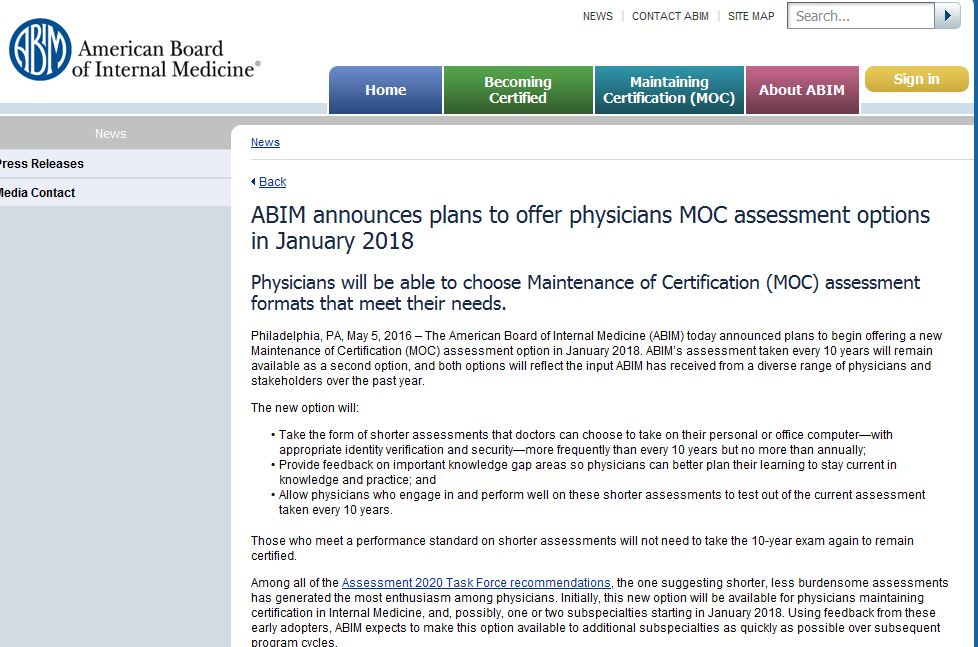 NEWS | CONTACT ABIM | SITE MAP
Search...
ABIM
American Board
of Internal Medicine®
Home
Becoming
Certified
Maintaining
Certification (MOC)
About ABIM
Sign in
News
Press Releases
Media Contact
News
Back
ABIM announces plans to offer physicians MOC assessment options
in January 2018
Physicians will be able to choose Maintenance of Certification (MOC) assessment
formats that meet their needs.
Philadelphia, PA, May 5, 2016 – The American Board of Internal Medicine (ABIM) today announced plans to begin offering a new
Maintenance of Certification (MOC) assessment option in January 2018. ABIM's assessment taken every 10 years will remain
available as a second option, and both options will reflect the input ABIM has received from a diverse range of physicians and
stakeholders over the past year.
The new option will:
• Take the form of shorter assessments that doctors can choose to take on their personal or office computer—with
appropriate identity verification and security—more frequently than every 10 years but no more than annually;
• Provide feedback on important knowledge gap areas so physicians can better plan their learning to stay current in
knowledge and practice; and
• Allow physicians who engage in and perform well on these shorter assessments to test out of the current assessment
taken every 10 years.
Those who meet a performance standard on shorter assessments will not need to take the 10-year exam again to remain
certified.
Among all of the Assessment 2020 Task Force recommendations, the one suggesting shorter, less burdensome assessments
has generated the most enthusiasm among physicians. Initially, this new option will be available for physicians maintaining
certification in Internal Medicine, and, possibly, one or two subspecialties starting in January 2018. Using feedback from these
early adopters, ABIM expects to make this option available to additional subspecialties as quickly as possible over subsequent
program cycles.